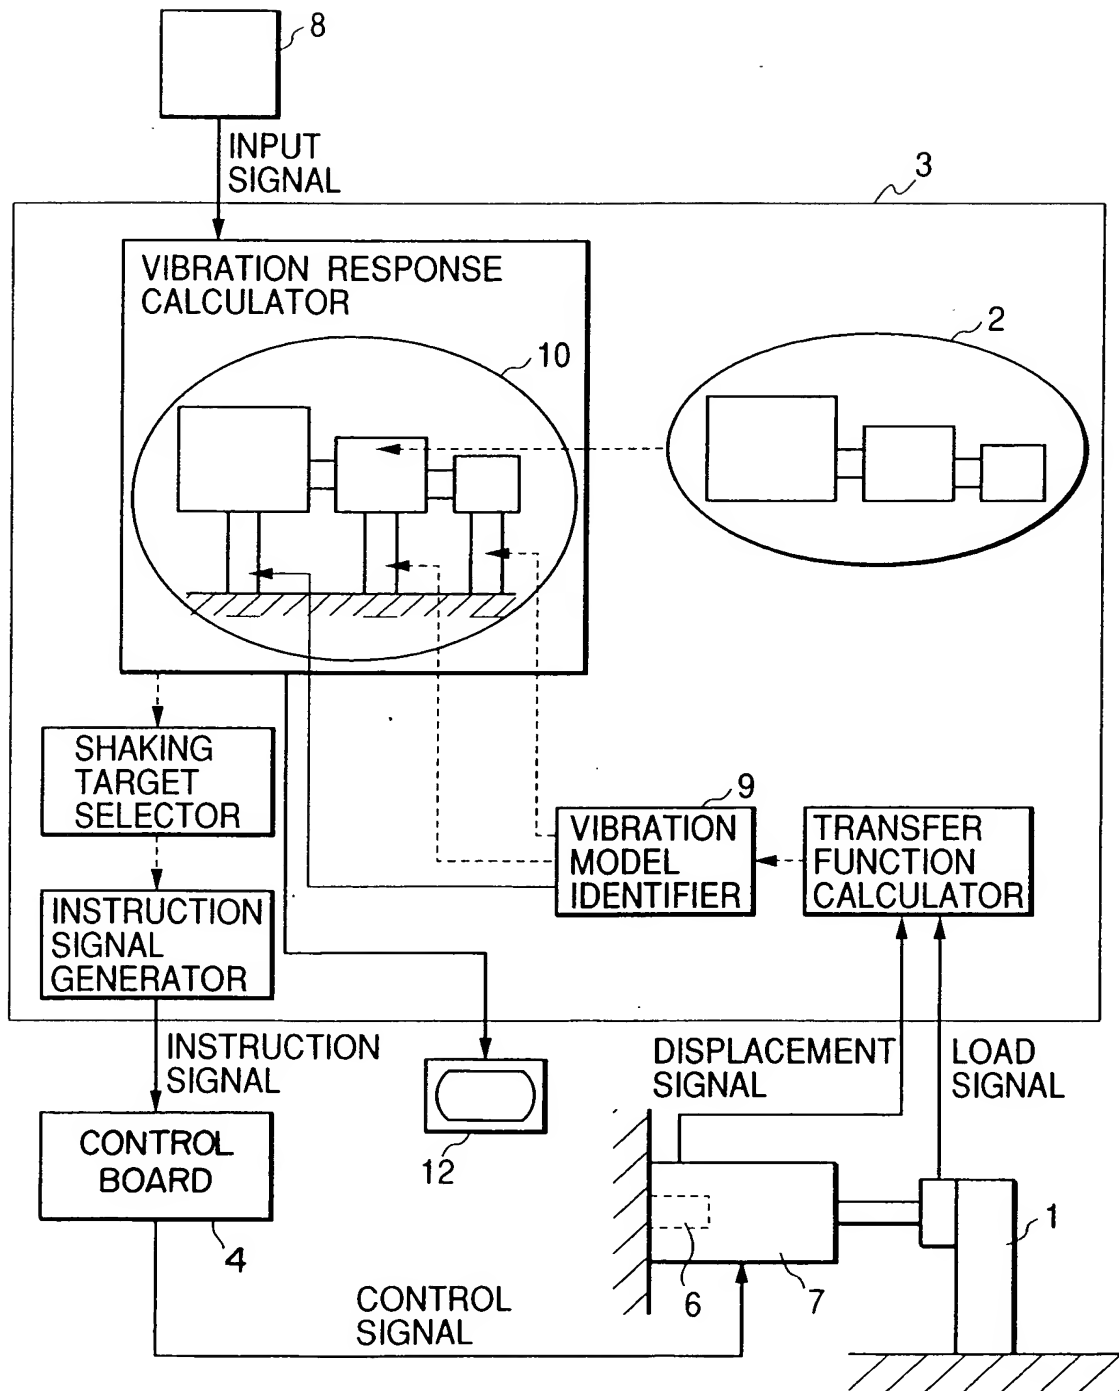 8
INPUT
SIGNAL
3
VIBRATION RESPONSE
CALCULATOR
10
2
SHAKING
TARGET
SELECTOR
9
VIBRATION
MODEL
IDENTIFIER
TRANSFER
FUNCTION
CALCULATOR
INSTRUCTION
SIGNAL
GENERATOR
INSTRUCTION
SIGNAL
DISPLACEMENT
SIGNAL
LOAD
SIGNAL
CONTROL
BOARD
12
4
6
7
1
CONTROL
SIGNAL